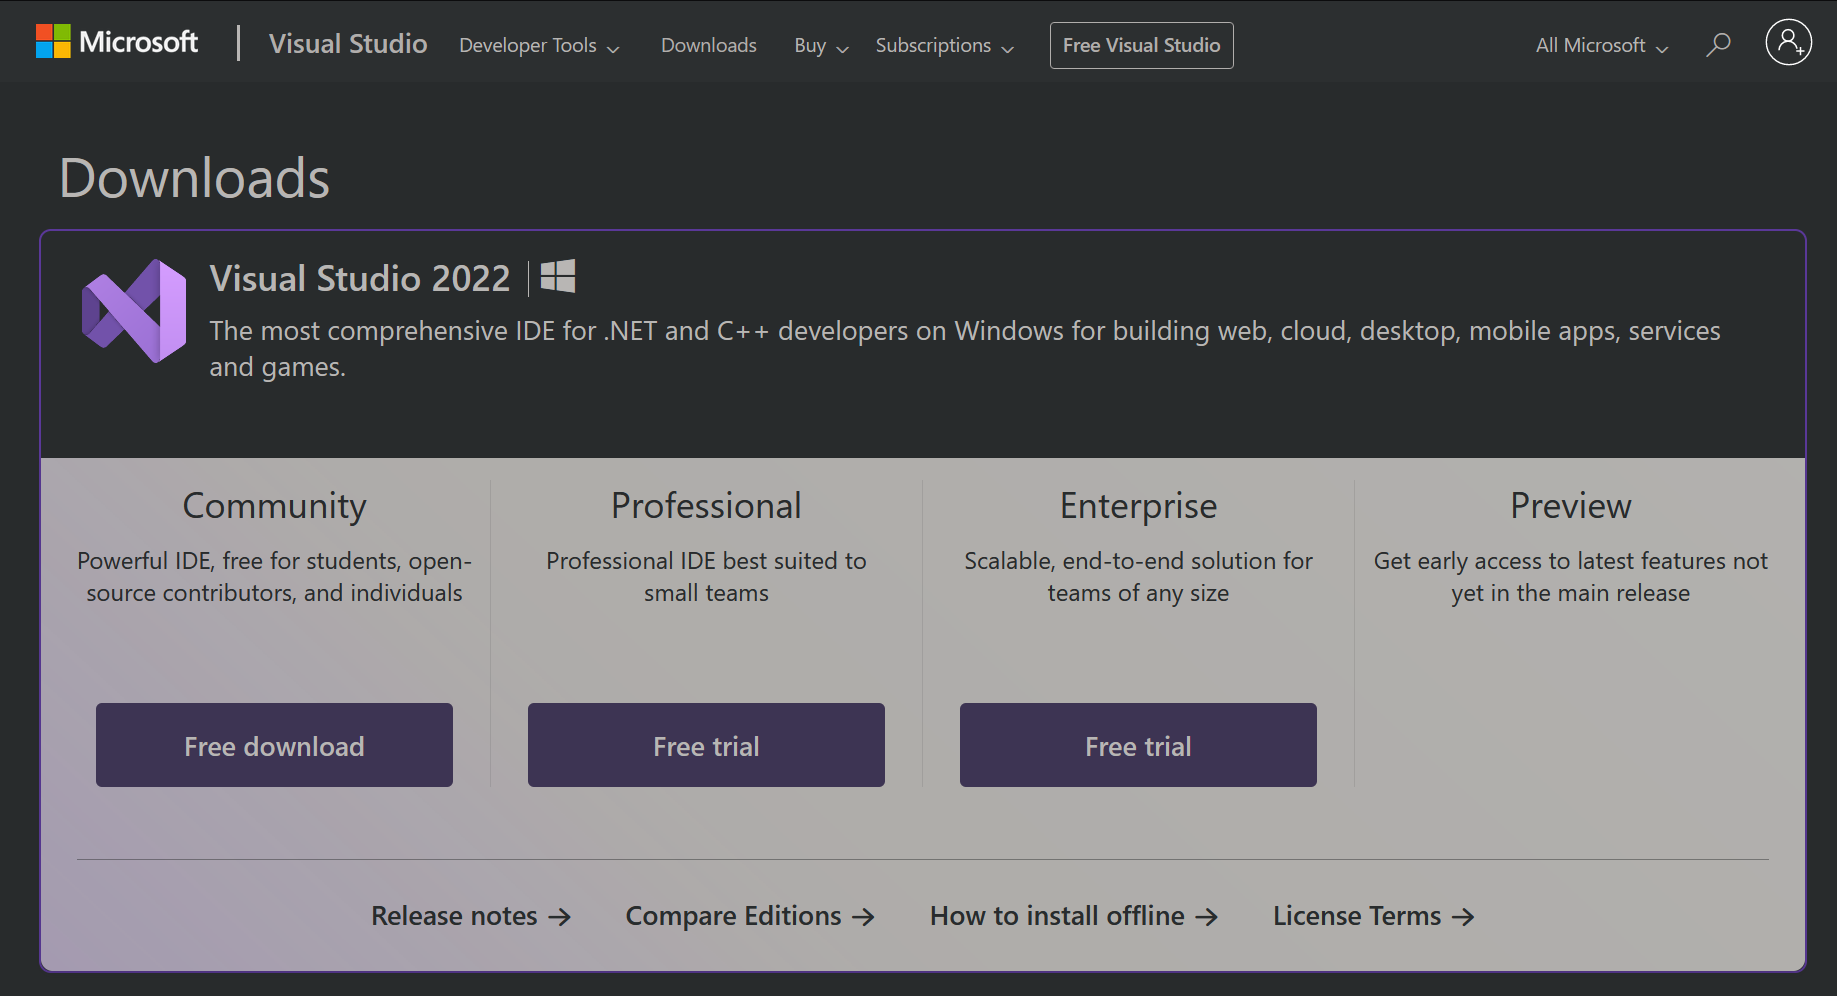 Microsoft
Visual Studio
Developer Tools
Downloads
Buy
Subscriptions
Free Visual Studio
All Microsoft
Downloads
Visual Studio 2022
The most comprehensive IDE for .NET and C++ developers on Windows for building web, cloud, desktop, mobile apps, services
and games.
Community
Powerful IDE, free for students, open-
source contributors, and individuals
Free download
Professional
Professional IDE best suited to
small teams
Free trial
Enterprise
Scalable, end-to-end solution for
teams of any size
Free trial
Preview
Get early access to latest features not
yet in the main release
Release notes →
Compare Editions →
How to install offline →
License Terms →